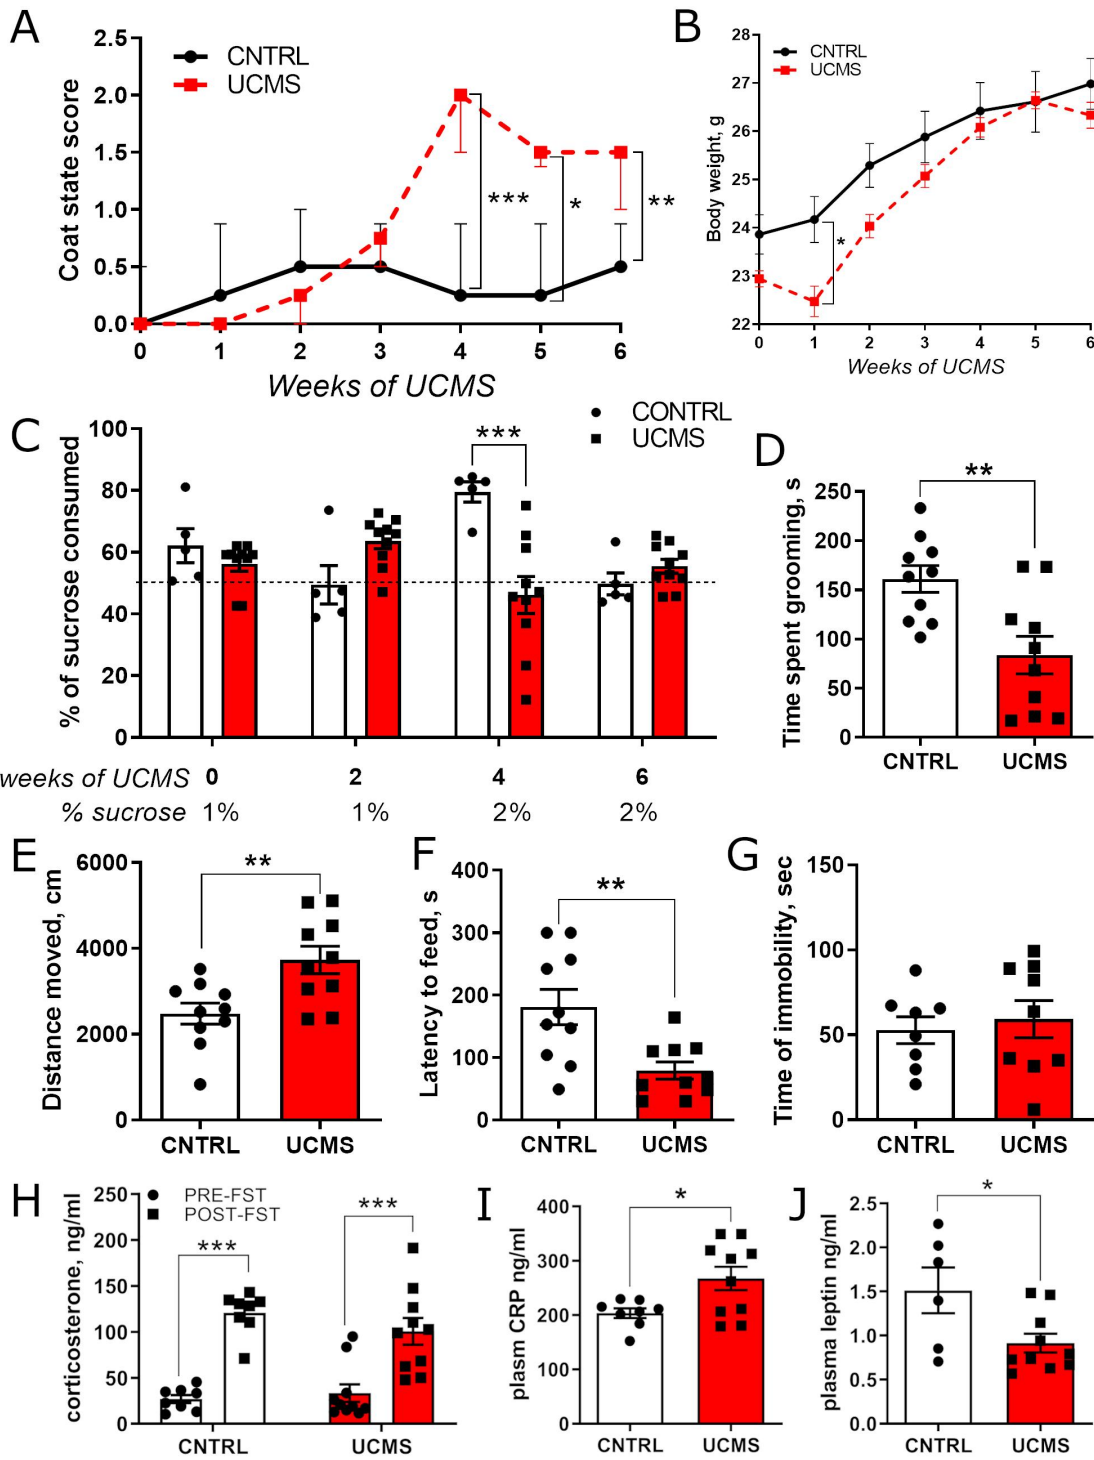 A
2.5
2.0
1.5
1.0
0.5
0.0
Coat state score
CNTRL
UCMS
***
*
**
0 1 2 3 4 5 6
Weeks of UCMS
B
28
27
26
25
24
23
22
Body weight, g
CNTRL
UCMS
*
0 1 2 3 4 5 6
Weeks of UCMS
C
100
80
60
40
20
0
% of sucrose consumed
CONTRL
UCMS
***
weeks of UCMS 0 2 4 6
% sucrose 1% 1% 2% 2%
D
250
200
150
100
50
0
Time spent grooming, s
**
CNTRL UCMS
E
6000
4000
2000
0
Distance moved, cm
**
CNTRL UCMS
F
400
300
200
100
0
Latency to feed, s
**
CNTRL UCMS
G
150
100
50
0
Time of immobility, sec
CNTRL UCMS
H
250
200
150
100
50
0
corticosterone, ng/ml
PRE-FST
POST-FST
***
***
CNTRL UCMS
I
400
300
200
100
0
plasm CRP ng/ml
*
CNTRL UCMS
J
2.5
2.0
1.5
1.0
0.5
0.0
plasma leptin ng/ml
*
CNTRL UCMS